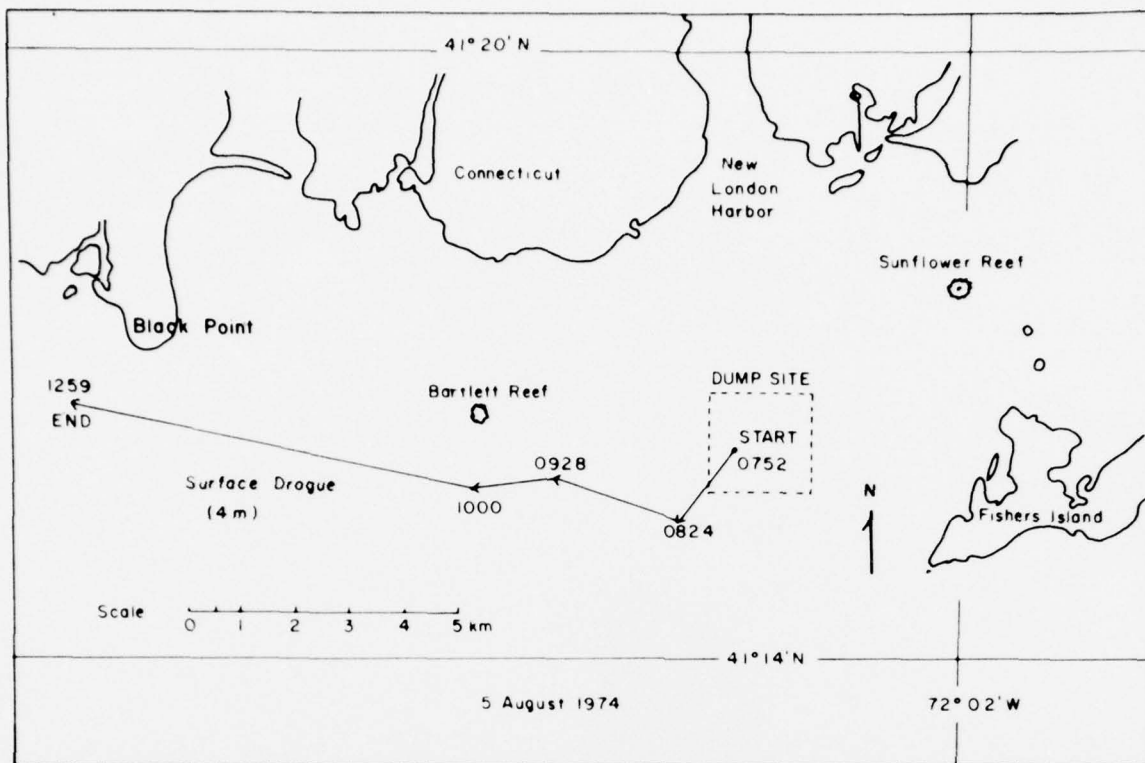 41°20' N
Connecticut
New
London
Harbor
Sunflower Reef
Black Point
1259
END
Bartlett Reef
DUMP SITE
START
0752
0928
Surface Drogue
(4m)
1000
0824
N
Fishers Island
Scale
0 1 2 3 4 5 km
41°14' N
5 August 1974
72°02' W